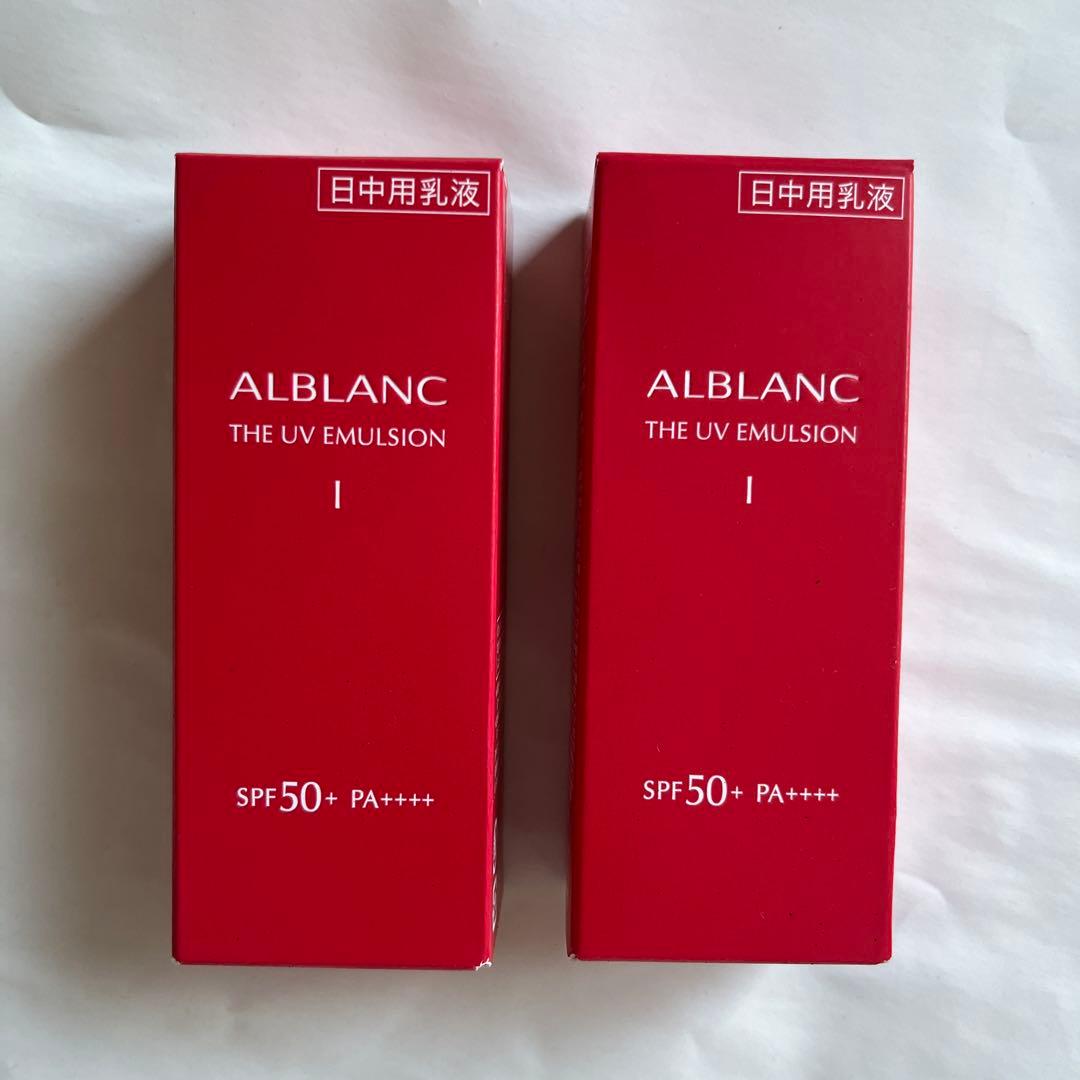 日中用乳液
ALBLANC
THE UV EMULSION
I
SPF50+ PA++++
日中用乳液
ALBLANC
THE UV EMULSION
I
SPF50+ PA++++